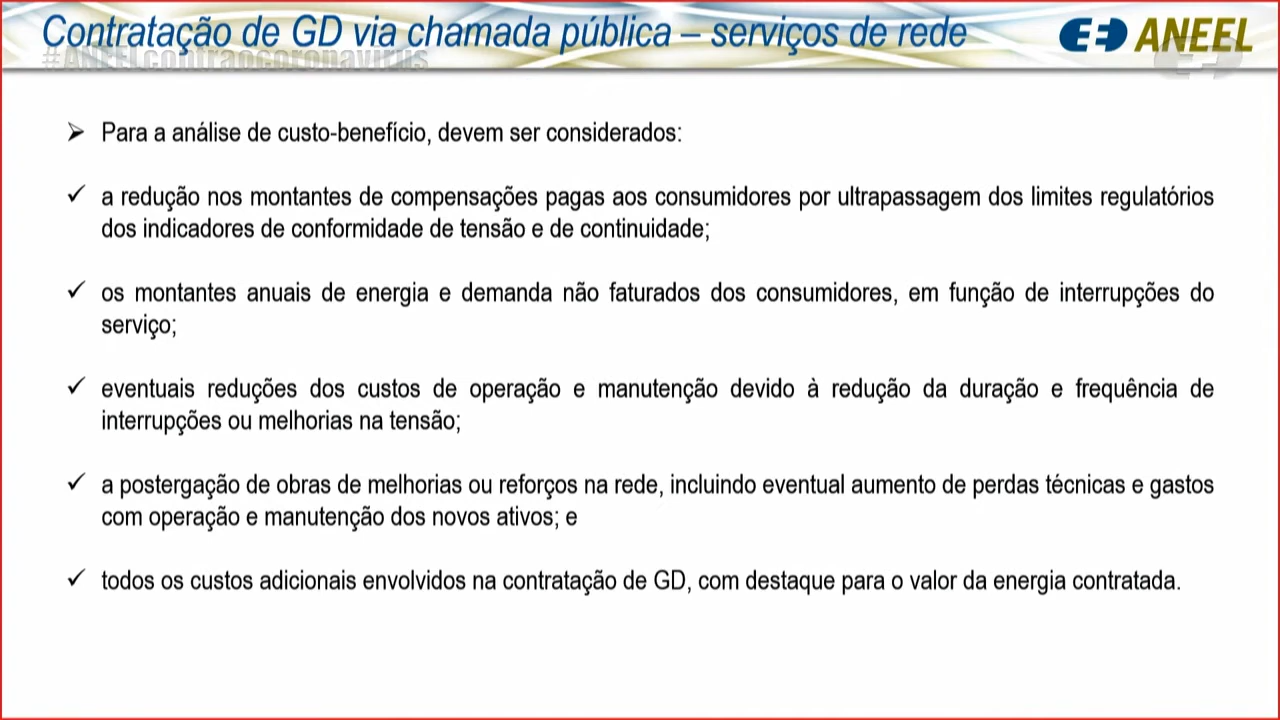 Contratação de GD via chamada pública – serviços de rede
ANEEL
#ANEELcontraocoronavírus
➢ Para a análise de custo-benefício, devem ser considerados:
✓ a redução nos montantes de compensações pagas aos consumidores por ultrapassagem dos limites regulatórios
dos indicadores de conformidade de tensão e de continuidade;
✓ os montantes anuais de energia e demanda não faturados dos consumidores, em função de interrupções do
serviço;
✓ eventuais reduções dos custos de operação e manutenção devido à redução da duração e frequência de
interrupções ou melhorias na tensão;
✓ a postergação de obras de melhorias ou reforços na rede, incluindo eventual aumento de perdas técnicas e gastos
com operação e manutenção dos novos ativos; e
✓ todos os custos adicionais envolvidos na contratação de GD, com destaque para o valor da energia contratada.